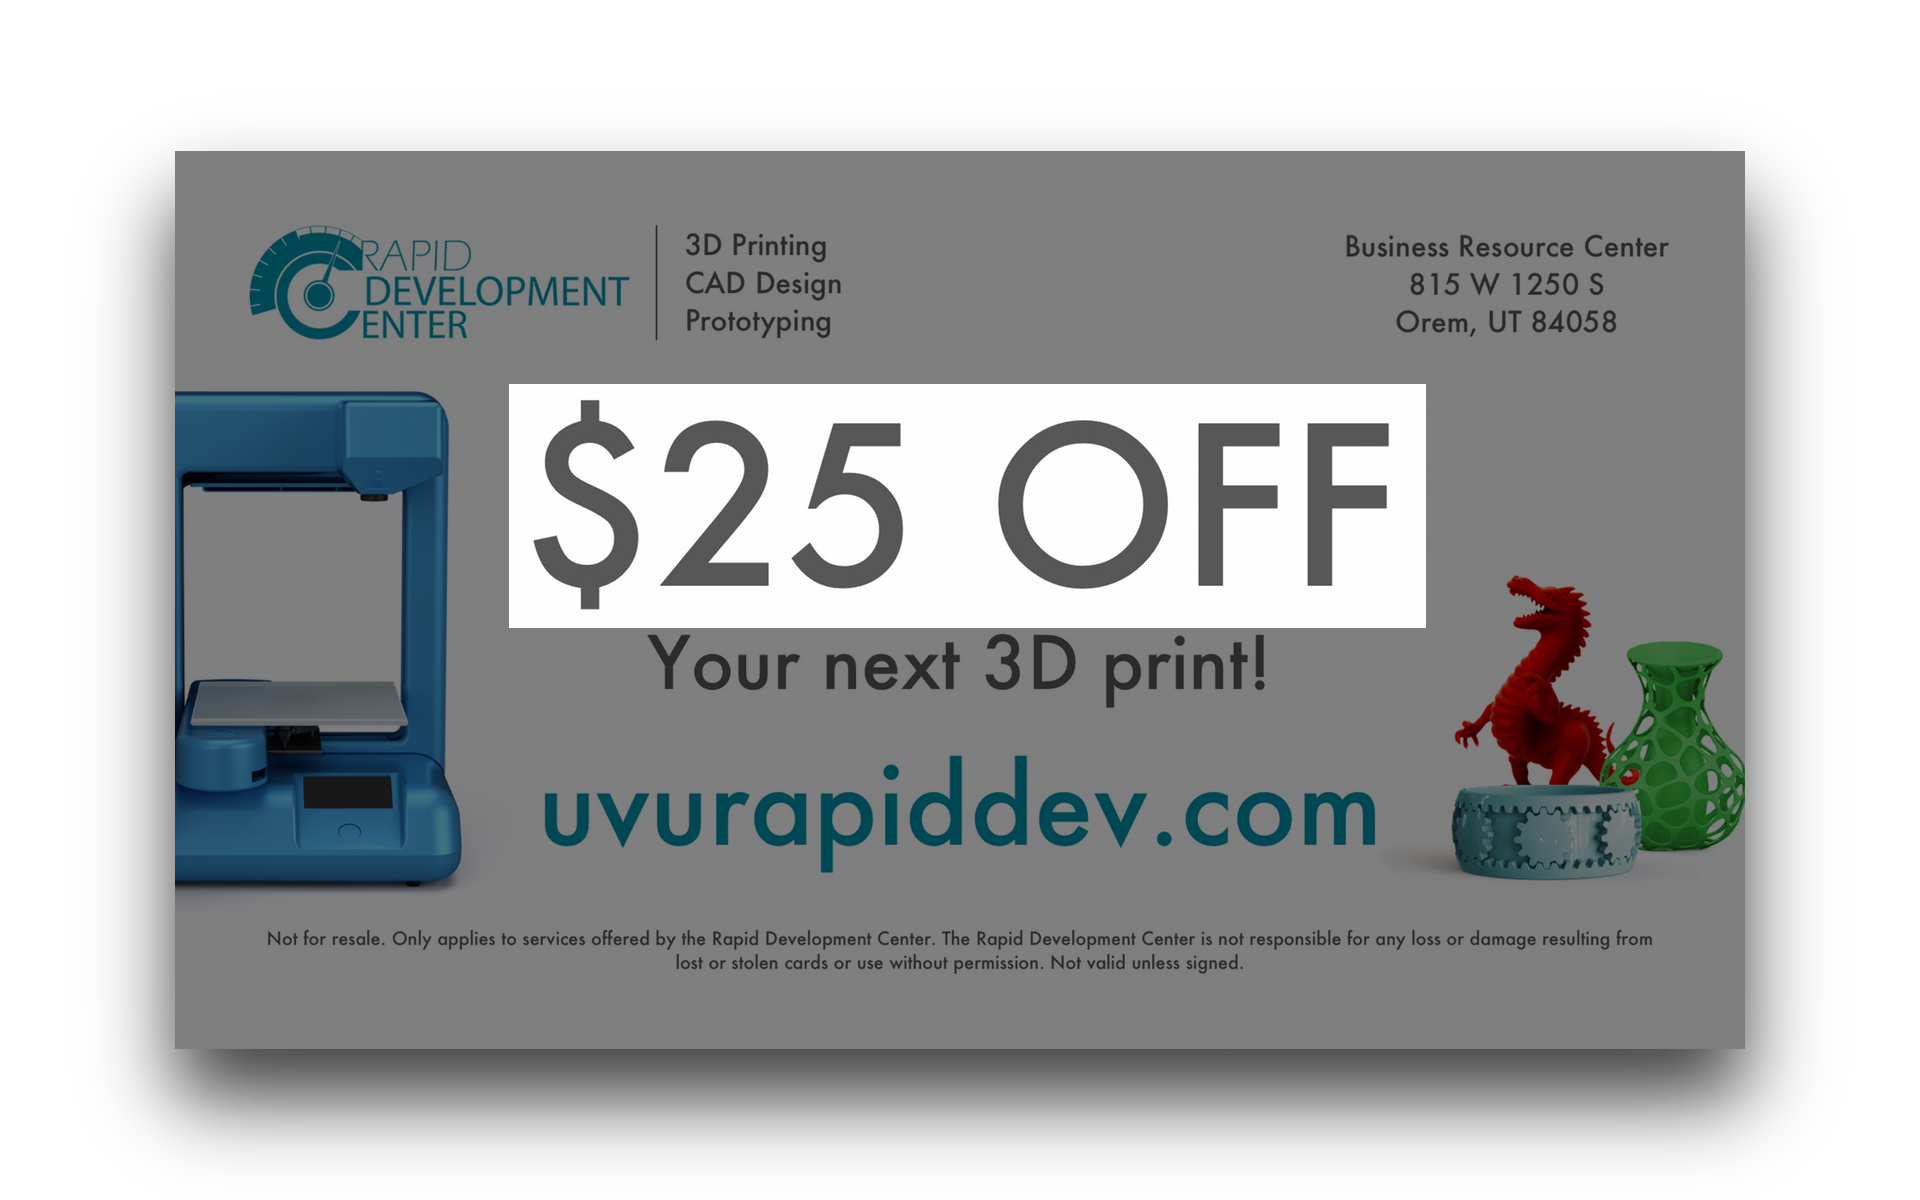 RAPID
DEVELOPMENT
CENTER
3D Printing
CAD Design
Prototyping
Business Resource Center
815 W 1250 S
Orem, UT 84058
$25 OFF
Your next 3D print!
uvurapiddev.com
Not for resale. Only applies to services offered by the Rapid Development Center. The Rapid Development Center is not responsible for any loss or damage resulting from
lost or stolen cards or use without permission. Not valid unless signed.